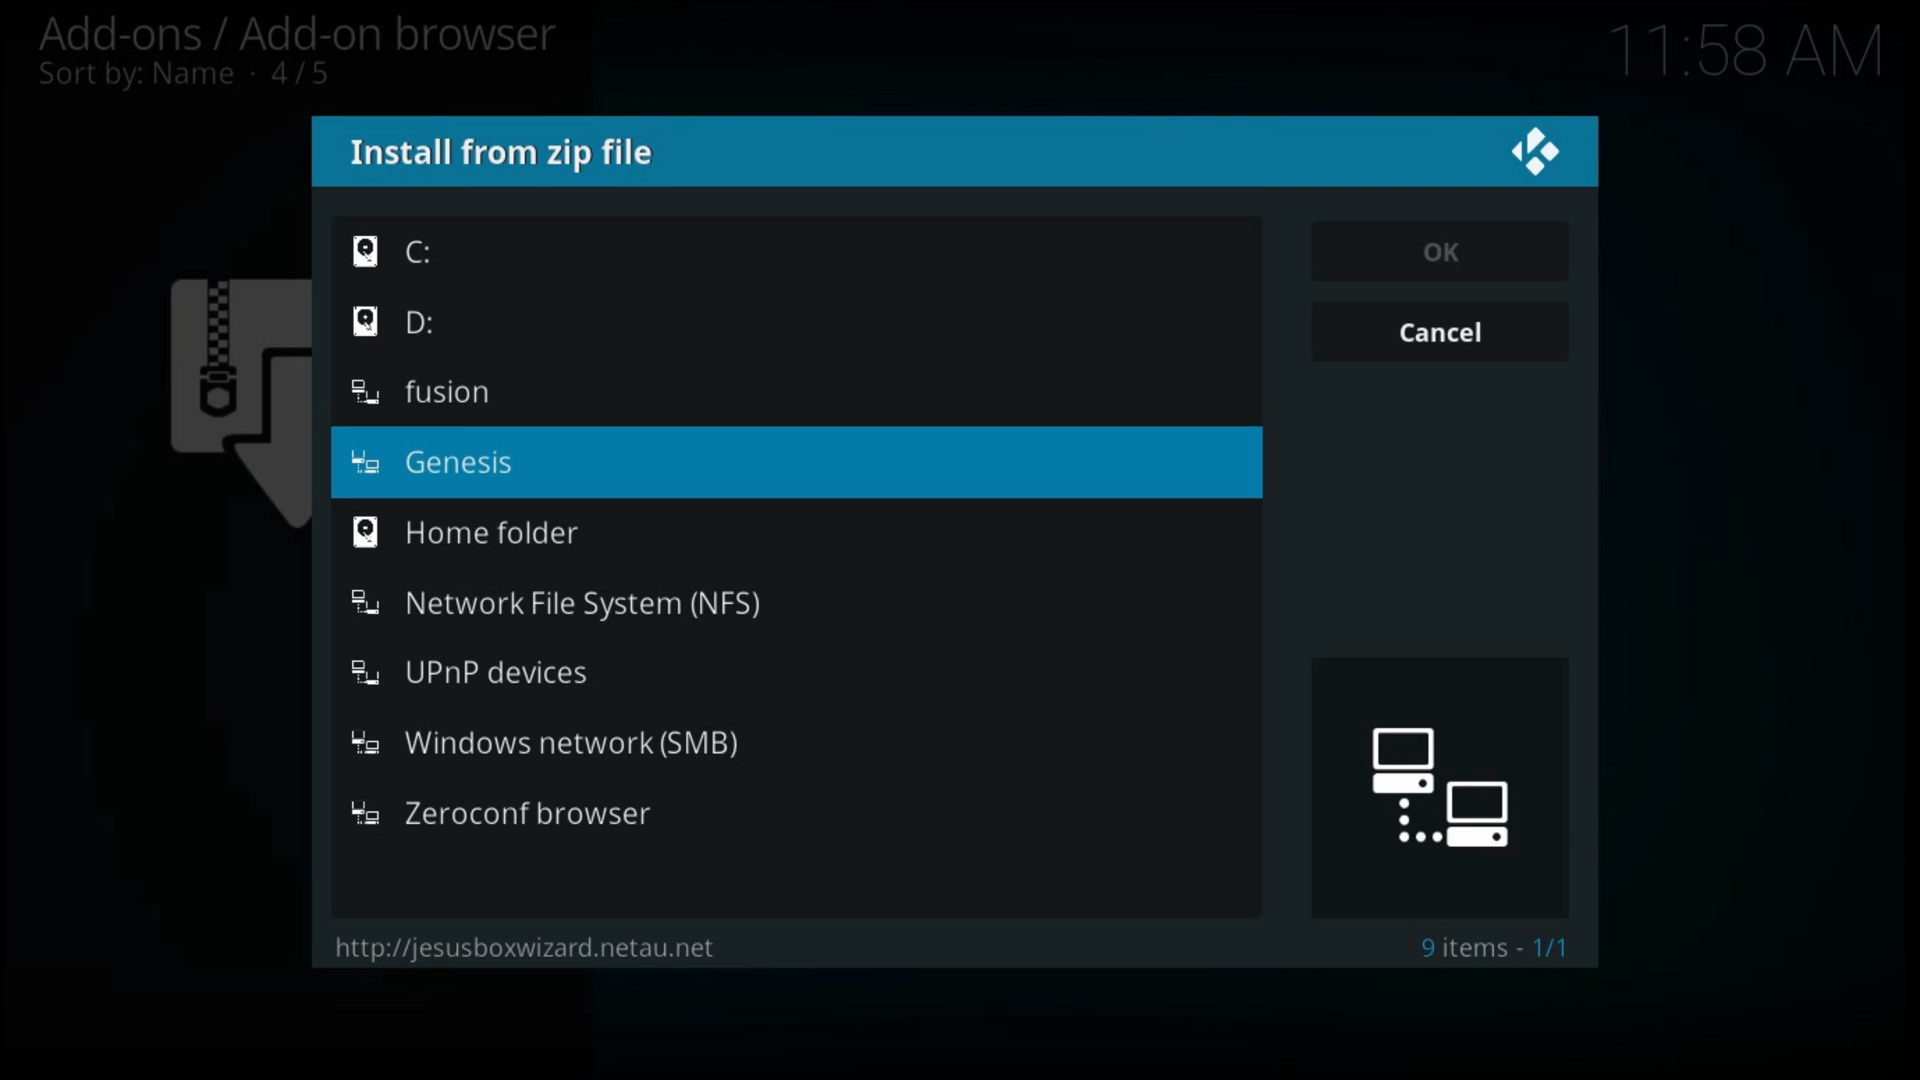 Add-ons / Add-on browser
Sort by: Name · 4 / 5
11:58 AM
Install from zip file
C:
D:
fusion
Genesis
Home folder
Network File System (NFS)
UPnP devices
Windows network (SMB)
Zeroconf browser
OK
Cancel
http://jesusboxwizard.netau.net
9 items - 1/1